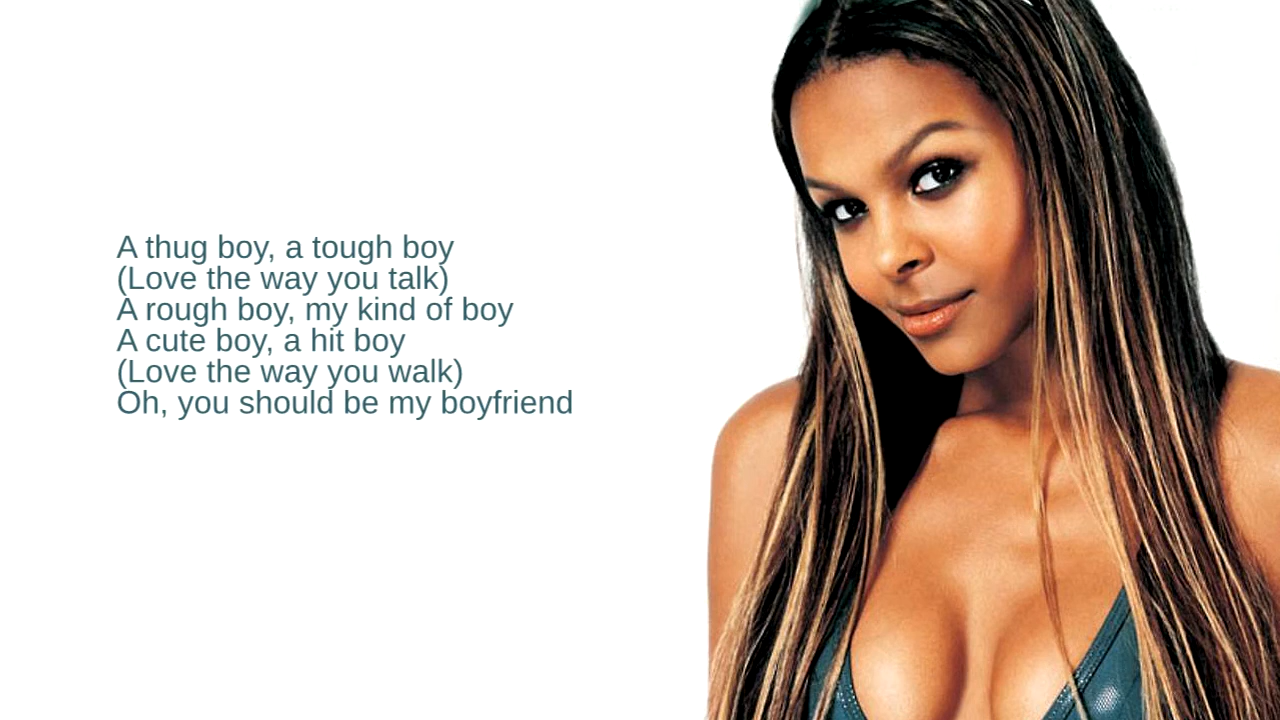 A thug boy, a tough boy
(Love the way you talk)
A rough boy, my kind of boy
A cute boy, a hit boy
(Love the way you walk)
Oh, you should be my boyfriend